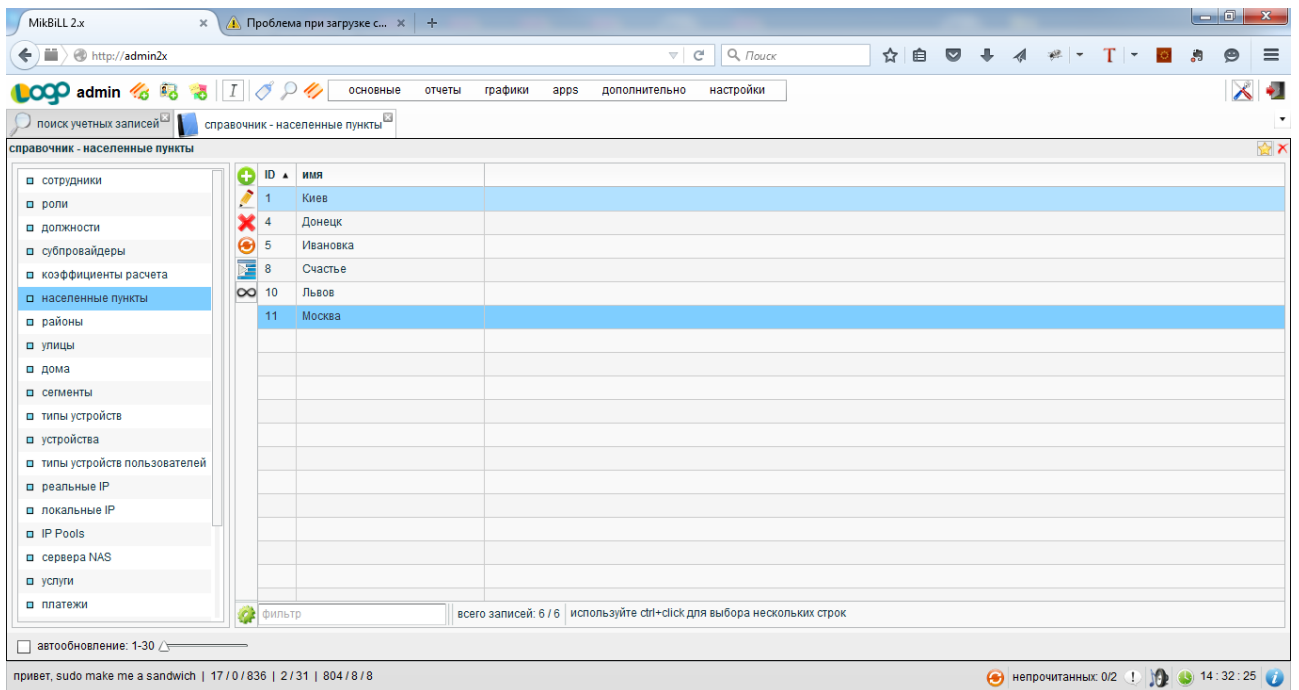 MikBiLL 2.x
Проблема при загрузке с...
http://admin2x
Поиск
Logo admin
основные отчеты графики apps дополнительно настройки
поиск учетных записей справочник - населенные пункты
справочник - населенные пункты
сотрудники
роли
должности
субпровайдеры
коэффициенты расчета
населенные пункты
районы
улицы
дома
сегменты
типы устройств
устройства
типы устройств пользователей
реальные IP
локальные IP
IP Pools
сервера NAS
услуги
платежи
ID имя
1 Киев
4 Донецк
5 Ивановка
8 Счастье
10 Львов
11 Москва
фильтр всего записей: 6 / 6 используйте ctrl+click для выбора нескольких строк
автообновление: 1-30
привет, sudo make me a sandwich | 17 / 0 / 836 | 2 / 31 | 804 / 8 / 8
непрочитанных: 0/2 14 : 32 : 25